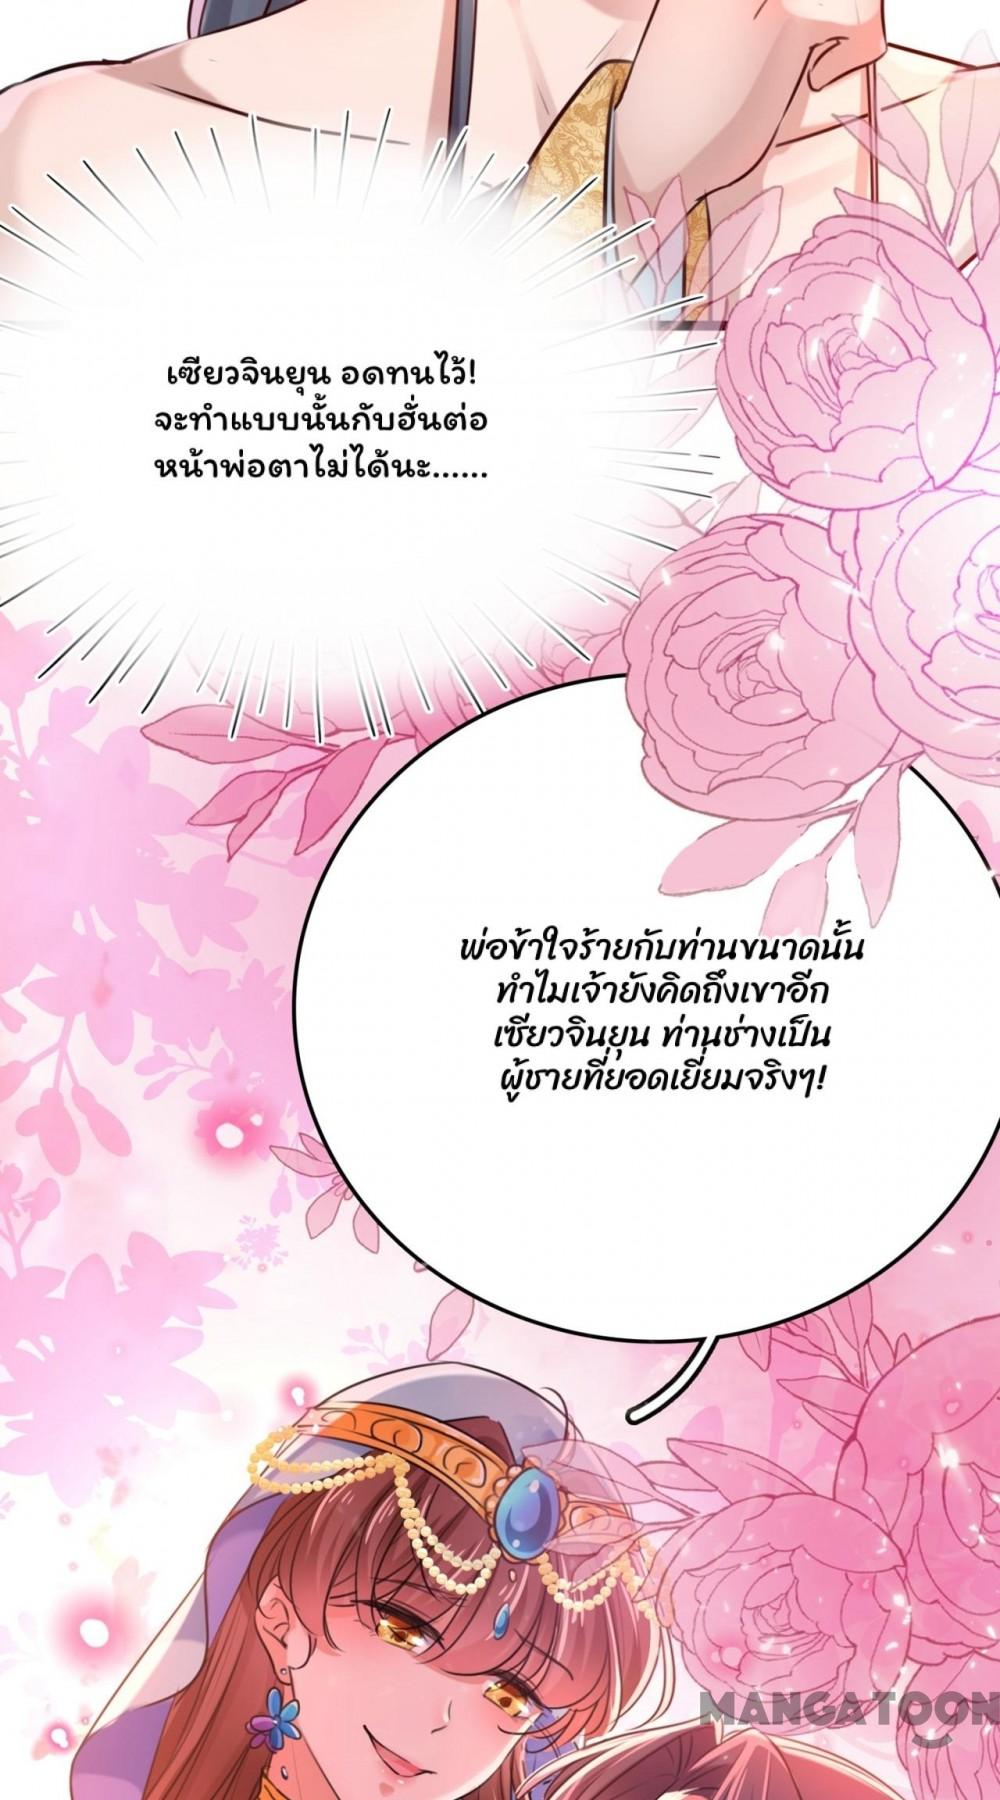 เซียวจินยุน อดทนไว้!
จะทำแบบนั้นกับฮั่นต่อ
หน้าพ่อตาไม่ได้นะ......
พ่อข้าใจร้ายกับท่านขนาดนั้น
ทำไมเจ้ายังคิดถึงเขาอีก
เซียวจินยุน ท่านช่างเป็น
ผู้ชายที่ยอดเยี่ยมจริงๆ!
MANGATOON